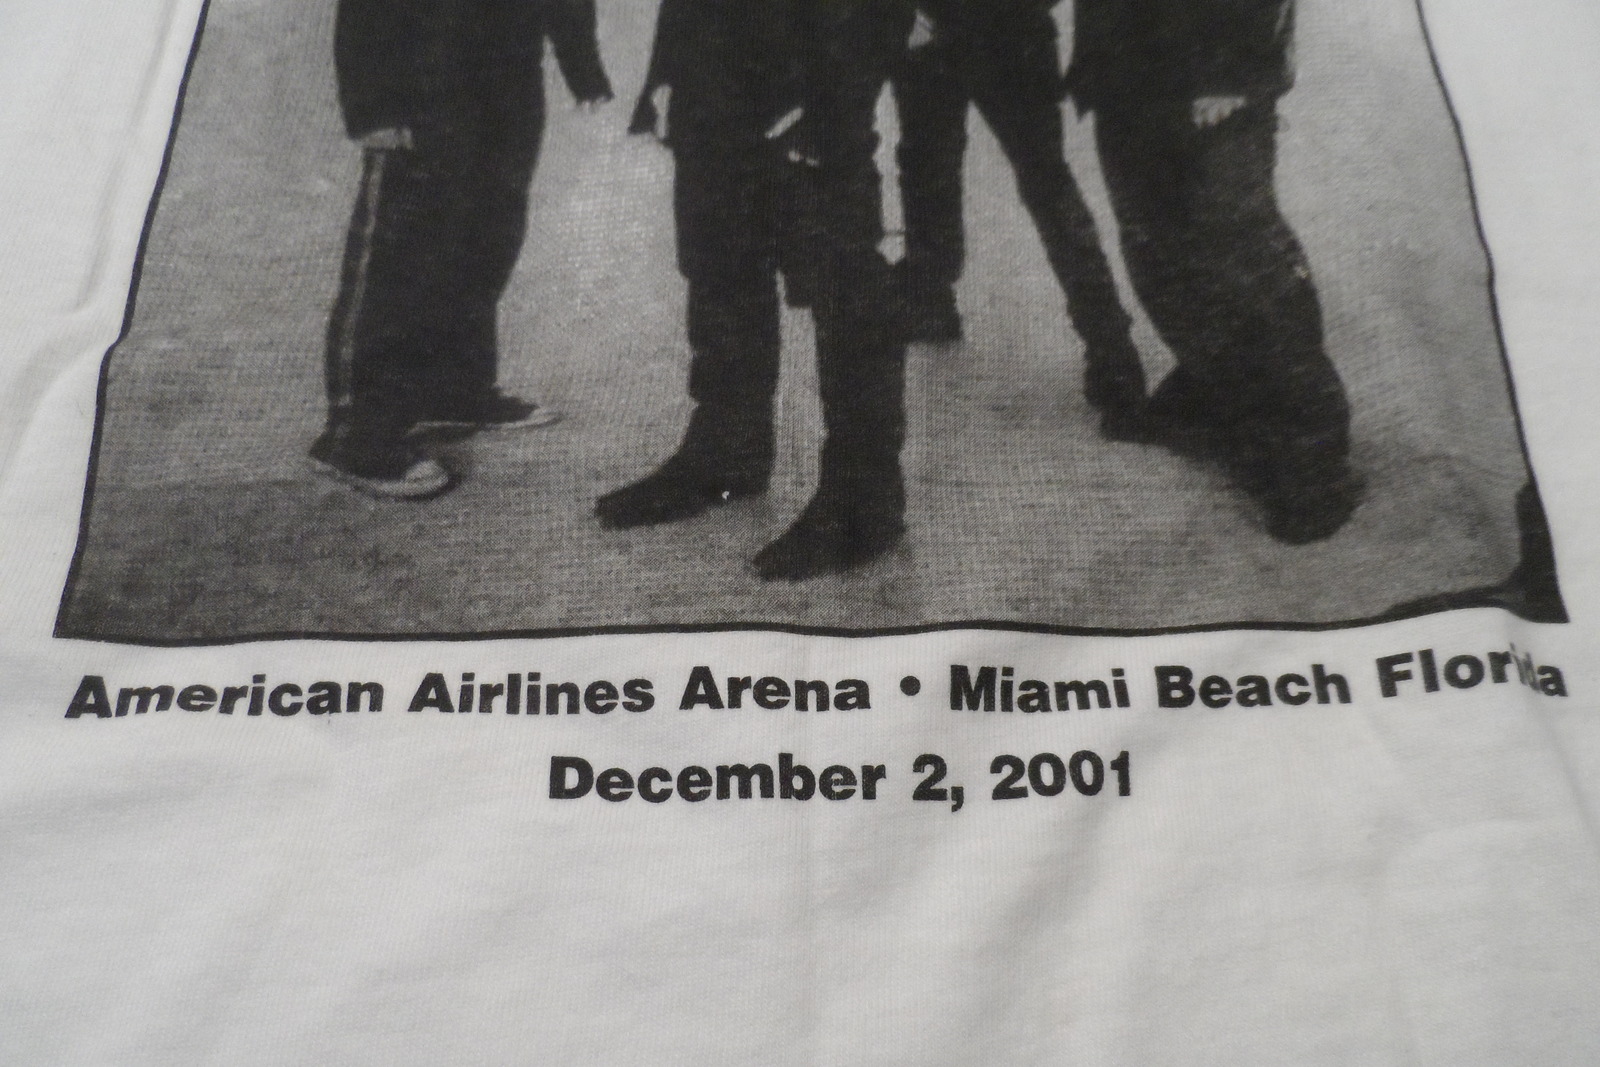 American Airlines Arena • Miami Beach Florida
December 2, 2001